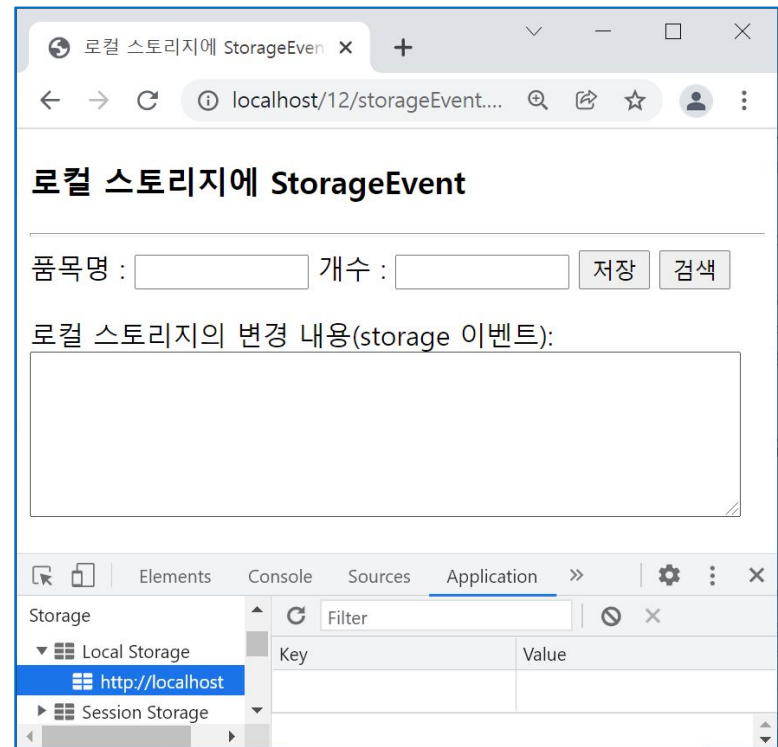 로컬 스토리지에 StorageEven
localhost/12/storageEvent....
로컬 스토리지에 StorageEvent
품목명 : 개수 : 저장 검색
로컬 스토리지의 변경 내용(storage 이벤트):
Elements Console Sources Application
Storage Filter
Local Storage Key Value
http://localhost
Session Storage